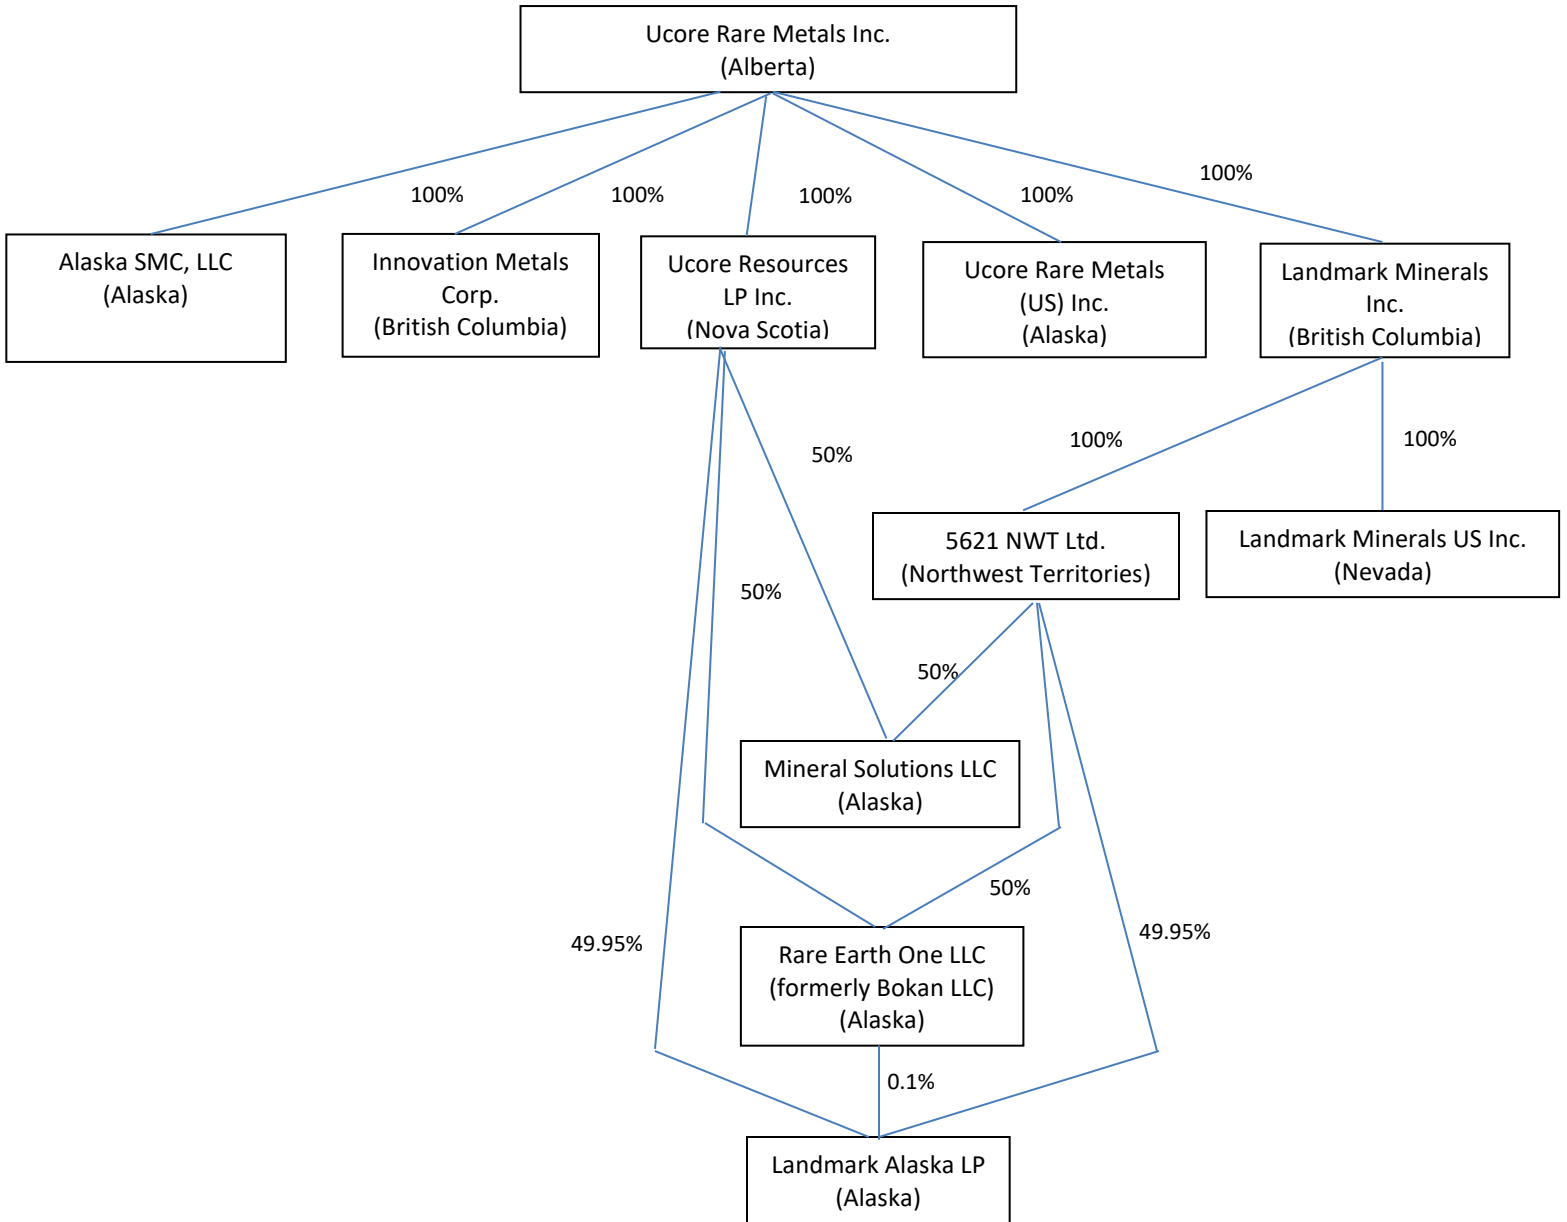 Ucore Rare Metals Inc.
(Alberta)
100%
100%
100%
100%
100%
Alaska SMC, LLC
(Alaska)
Innovation Metals
Corp.
(British Columbia)
Ucore Resources
LP Inc.
(Nova Scotia)
Ucore Rare Metals
(US) Inc.
(Alaska)
Landmark Minerals
Inc.
(British Columbia)
50%
100%
100%
5621 NWT Ltd.
(Northwest Territories)
Landmark Minerals US Inc.
(Nevada)
50%
50%
Mineral Solutions LLC
(Alaska)
50%
49.95%
49.95%
Rare Earth One LLC
(formerly Bokan LLC)
(Alaska)
0.1%
Landmark Alaska LP
(Alaska)